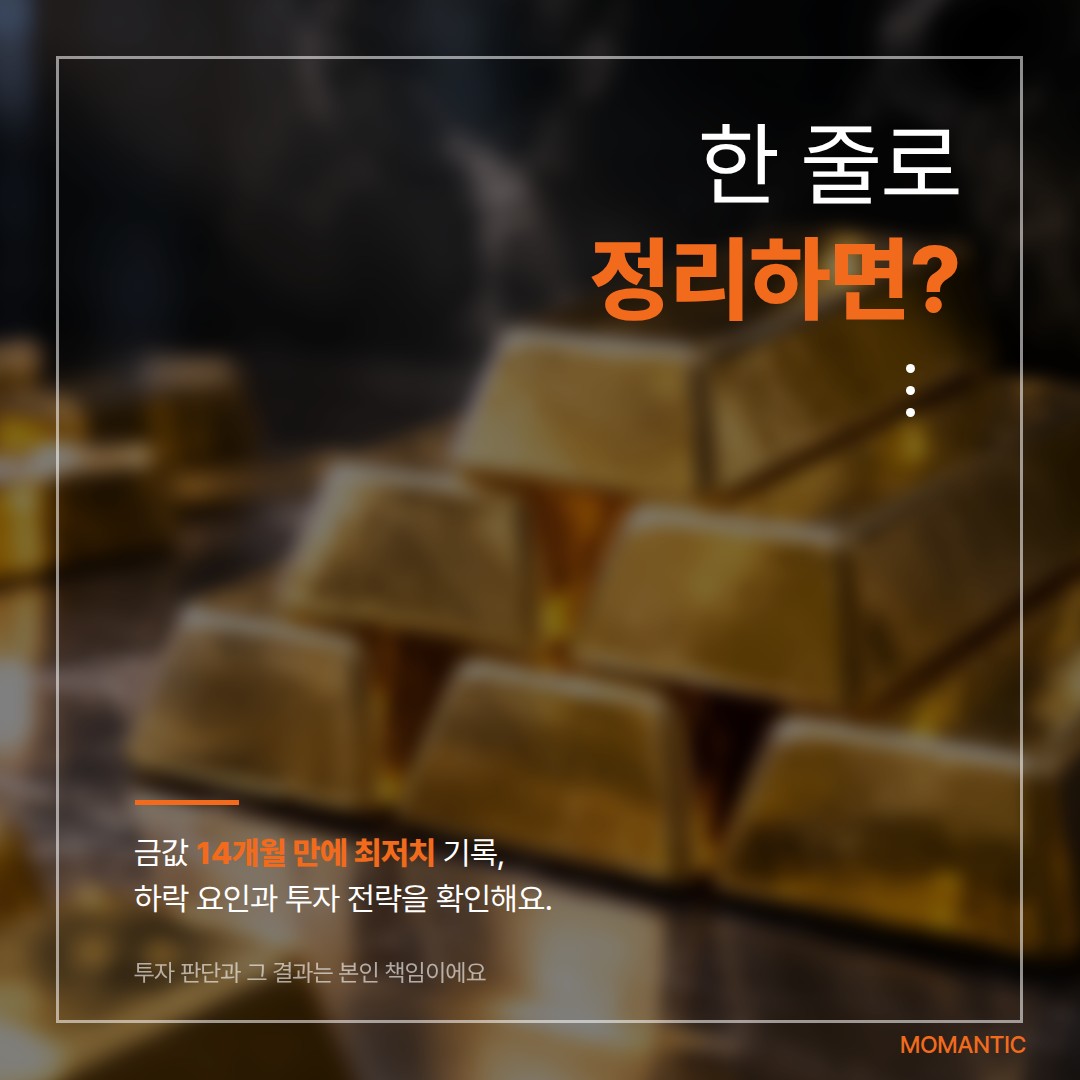 한 줄로
정리하면?
금값 14개월 만에 최저치 기록,
하락 요인과 투자 전략을 확인해요.
투자 판단과 그 결과는 본인 책임이에요
MOMANTIC